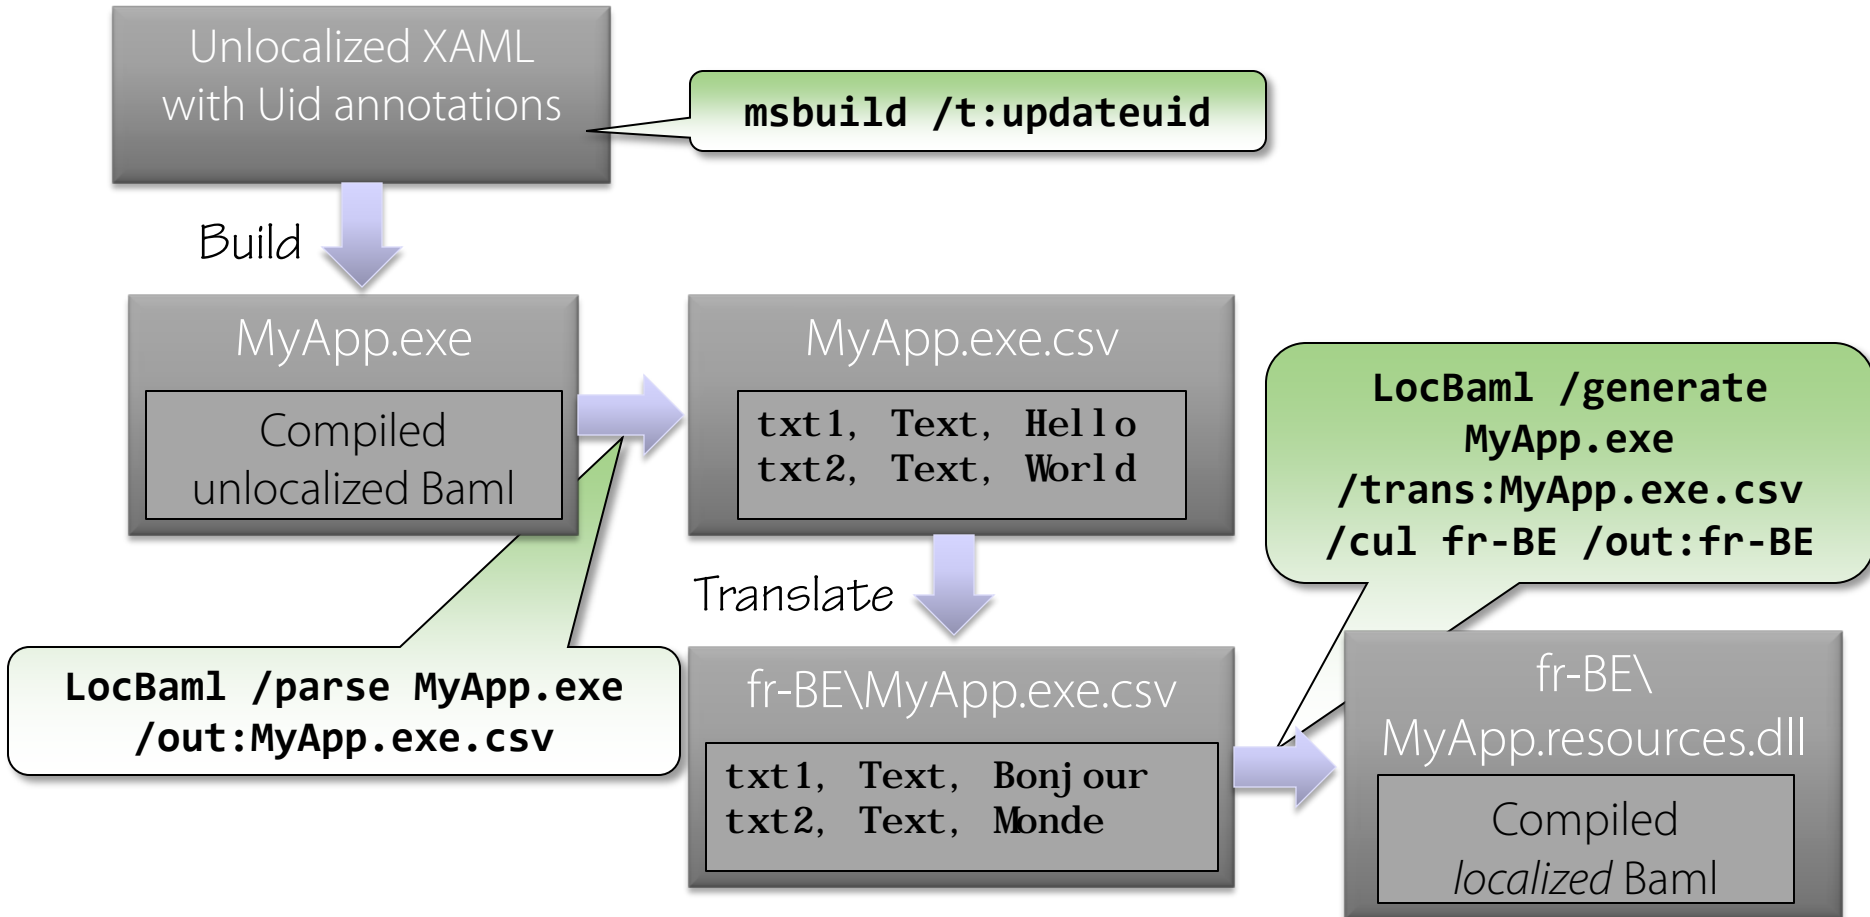 Unlocalized XAML
with Uid annotations
msbuild /t:updateuid
Build
MyApp.exe
Compiled
unlocalized Baml
MyApp.exe.csv
txt1, Text, Hello
txt2, Text, World
LocBaml /generate
MyApp.exe
/trans:MyApp.exe.csv
/cul fr-BE /out:fr-BE
Translate
LocBaml /parse MyApp.exe
/out:MyApp.exe.csv
fr-BE\MyApp.exe.csv
txt1, Text, Bonjour
txt2, Text, Monde
fr-BE\
MyApp.resources.dll
Compiled
localized Baml